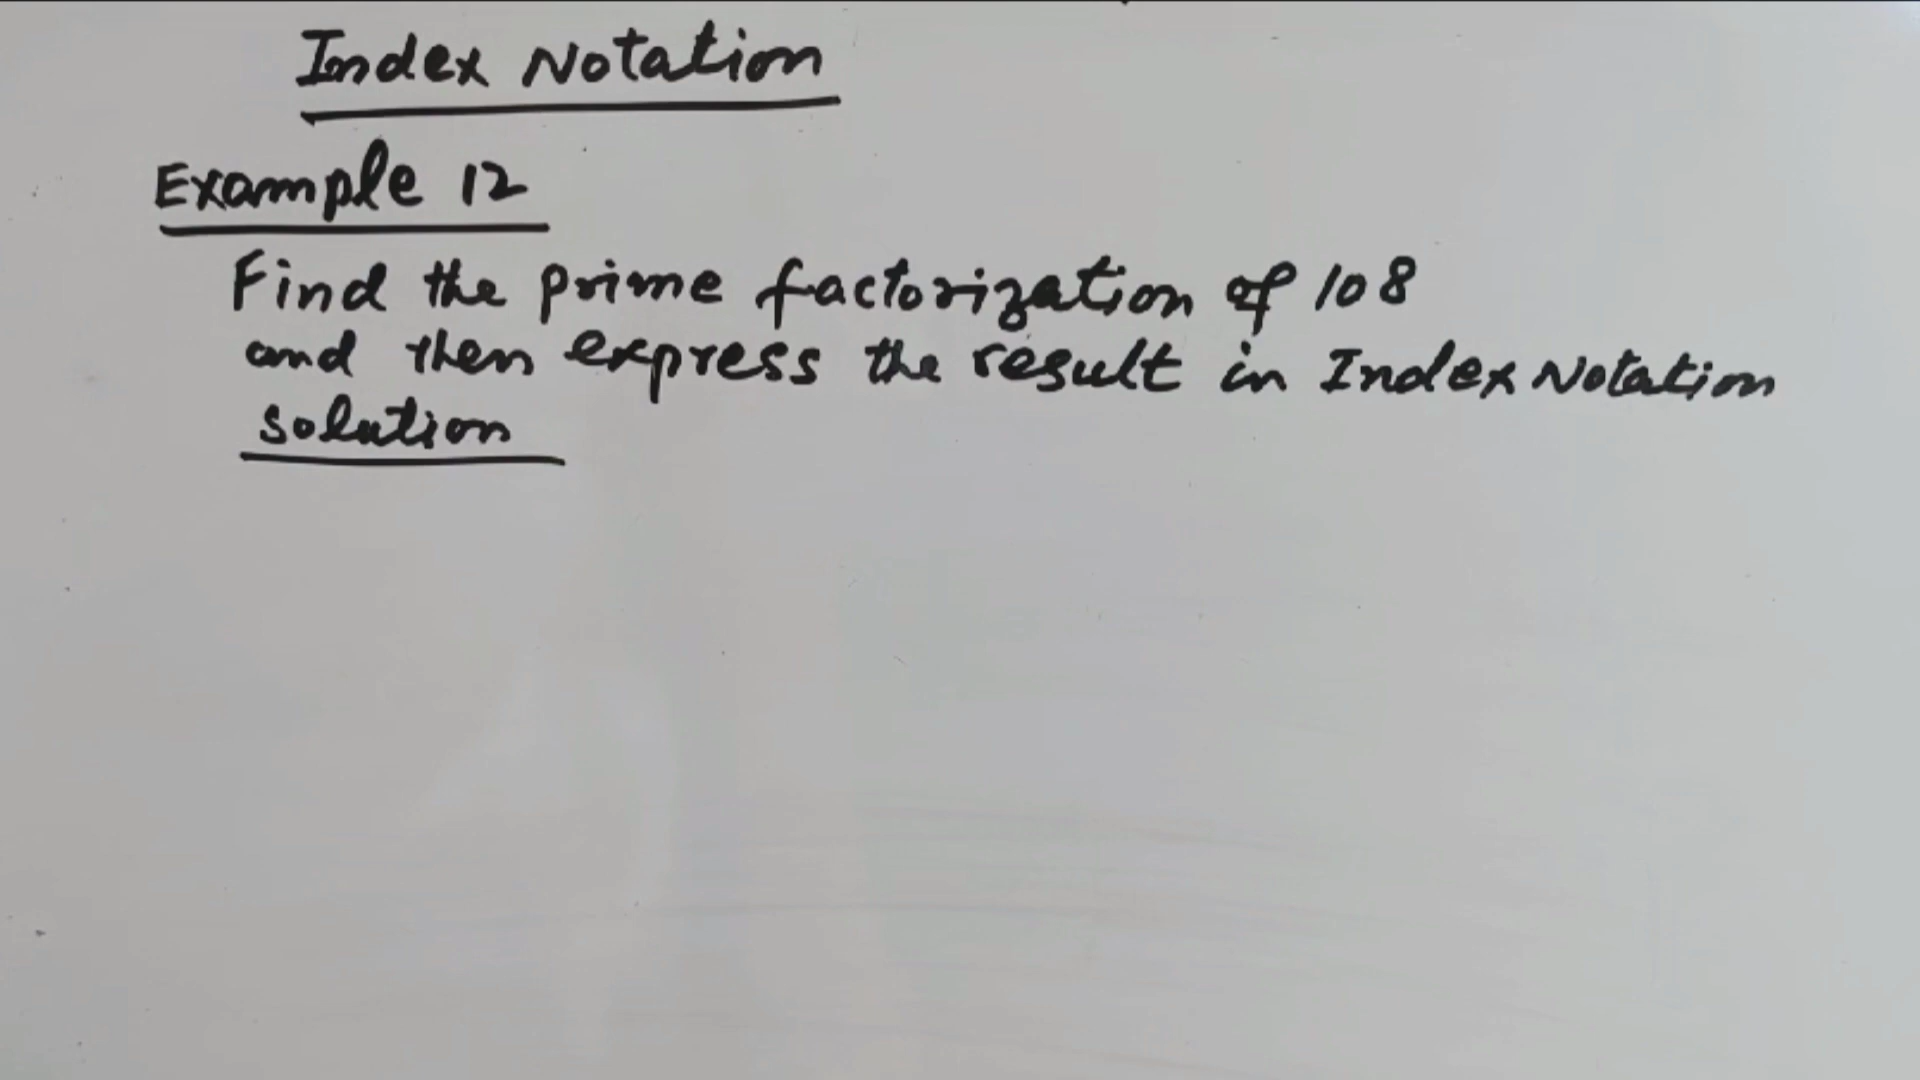 Index Notation
Example 12
Find the prime factorization of 108
and then express the result in Index Notation
solution